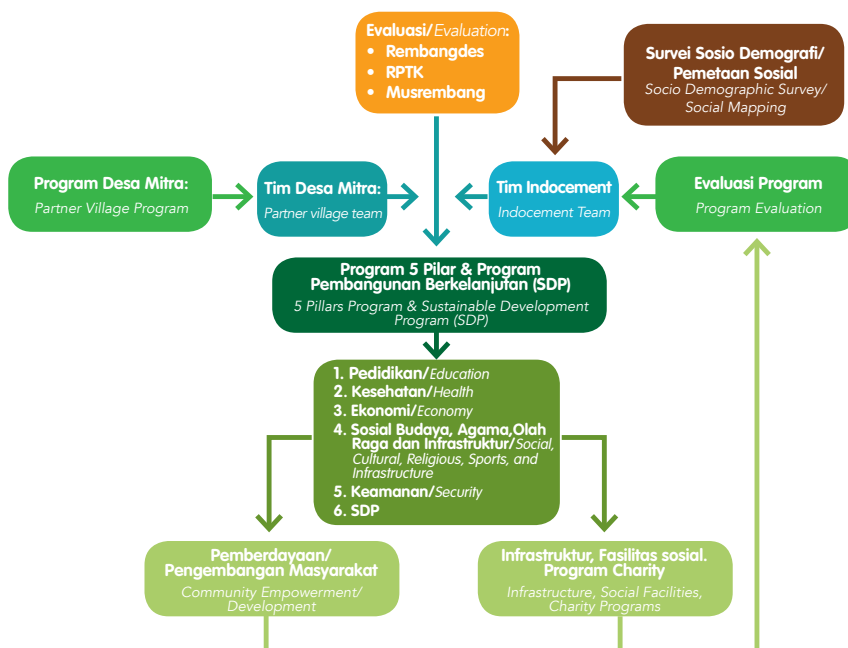 Evaluasi/Evaluation:
• Rembangdes
• RPTK
• Musrembang
Survei Sosio Demografi/
Pemetaan Sosial
Socio Demographic Survey/
Social Mapping
Program Desa Mitra:
Partner Village Program
Tim Desa Mitra:
Partner village team
Tim Indocement
Indocement Team
Evaluasi Program
Program Evaluation
Program 5 Pilar & Program
Pembangunan Berkelanjutan (SDP)
5 Pillars Program & Sustainable Development
Program (SDP)
1. Pedidikan/Education
2. Kesehatan/Health
3. Ekonomi/Economy
4. Sosial Budaya, Agama,Olah
Raga dan Infrastruktur/Social,
Cultural, Religious, Sports, and
Infrastructure
5. Keamanan/Security
6. SDP
Pemberdayaan/
Pengembangan Masyarakat
Community Empowerment/
Development
Infrastruktur, Fasilitas sosial.
Program Charity
Infrastructure, Social Facilities,
Charity Programs